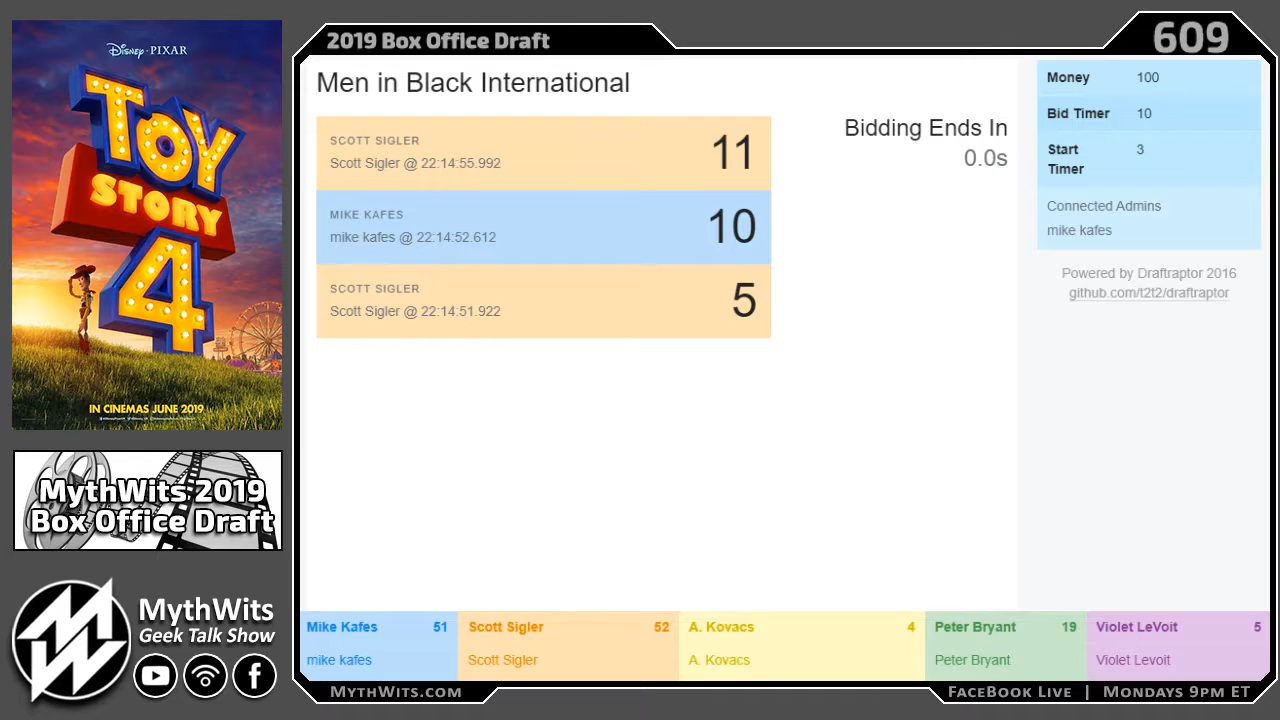 Disney · PIXAR
TOY
STORY
4
IN CINEMAS JUNE 2019
MythWits 2019
Box Office Draft
MythWits
Geek Talk Show
2019 Box Office Draft
609
Men in Black International
SCOTT SIGLER
Scott Sigler @ 22:14:55.992
11
MIKE KAFES
mike kafes @ 22:14:52.612
10
SCOTT SIGLER
Scott Sigler @ 22:14:51.922
5
Bidding Ends In
0.0s
Money 100
Bid Timer 10
Start 3
Timer
Connected Admins
mike kafes
Powered by Draftraptor 2016
github.com/t2t2/draftraptor
Mike Kafes 51
mike kafes
Scott Sigler 52
Scott Sigler
A. Kovacs 4
A. Kovacs
Peter Bryant 19
Peter Bryant
Violet LeVoit 5
Violet Levoit
MYTHWITS.COM
FACEBOOK LIVE | MONDAYS 9PM ET